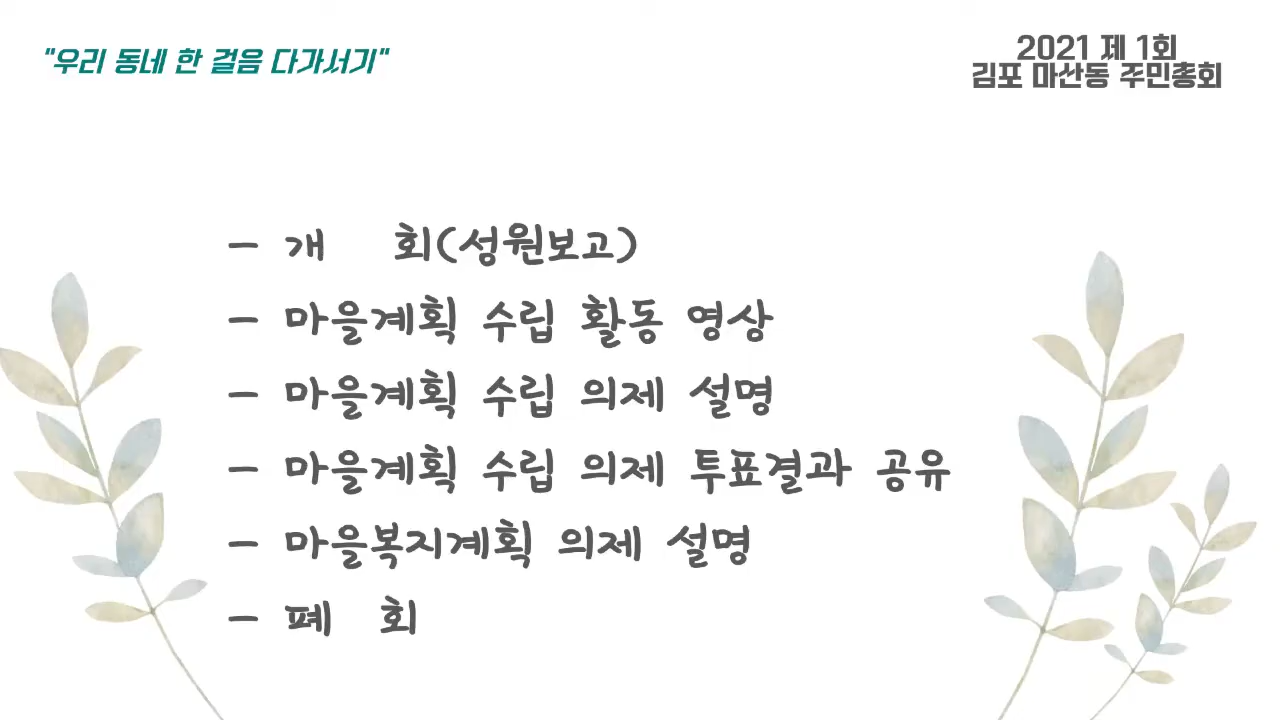 "우리 동네 한 걸음 다가서기"
2021 제 1회
김포 마산동 주민총회
- 개 회(성원보고)
- 마을계획 수립 활동 영상
- 마을계획 수립 의제 설명
- 마을계획 수립 의제 투표결과 공유
- 마을복지계획 의제 설명
- 폐 회